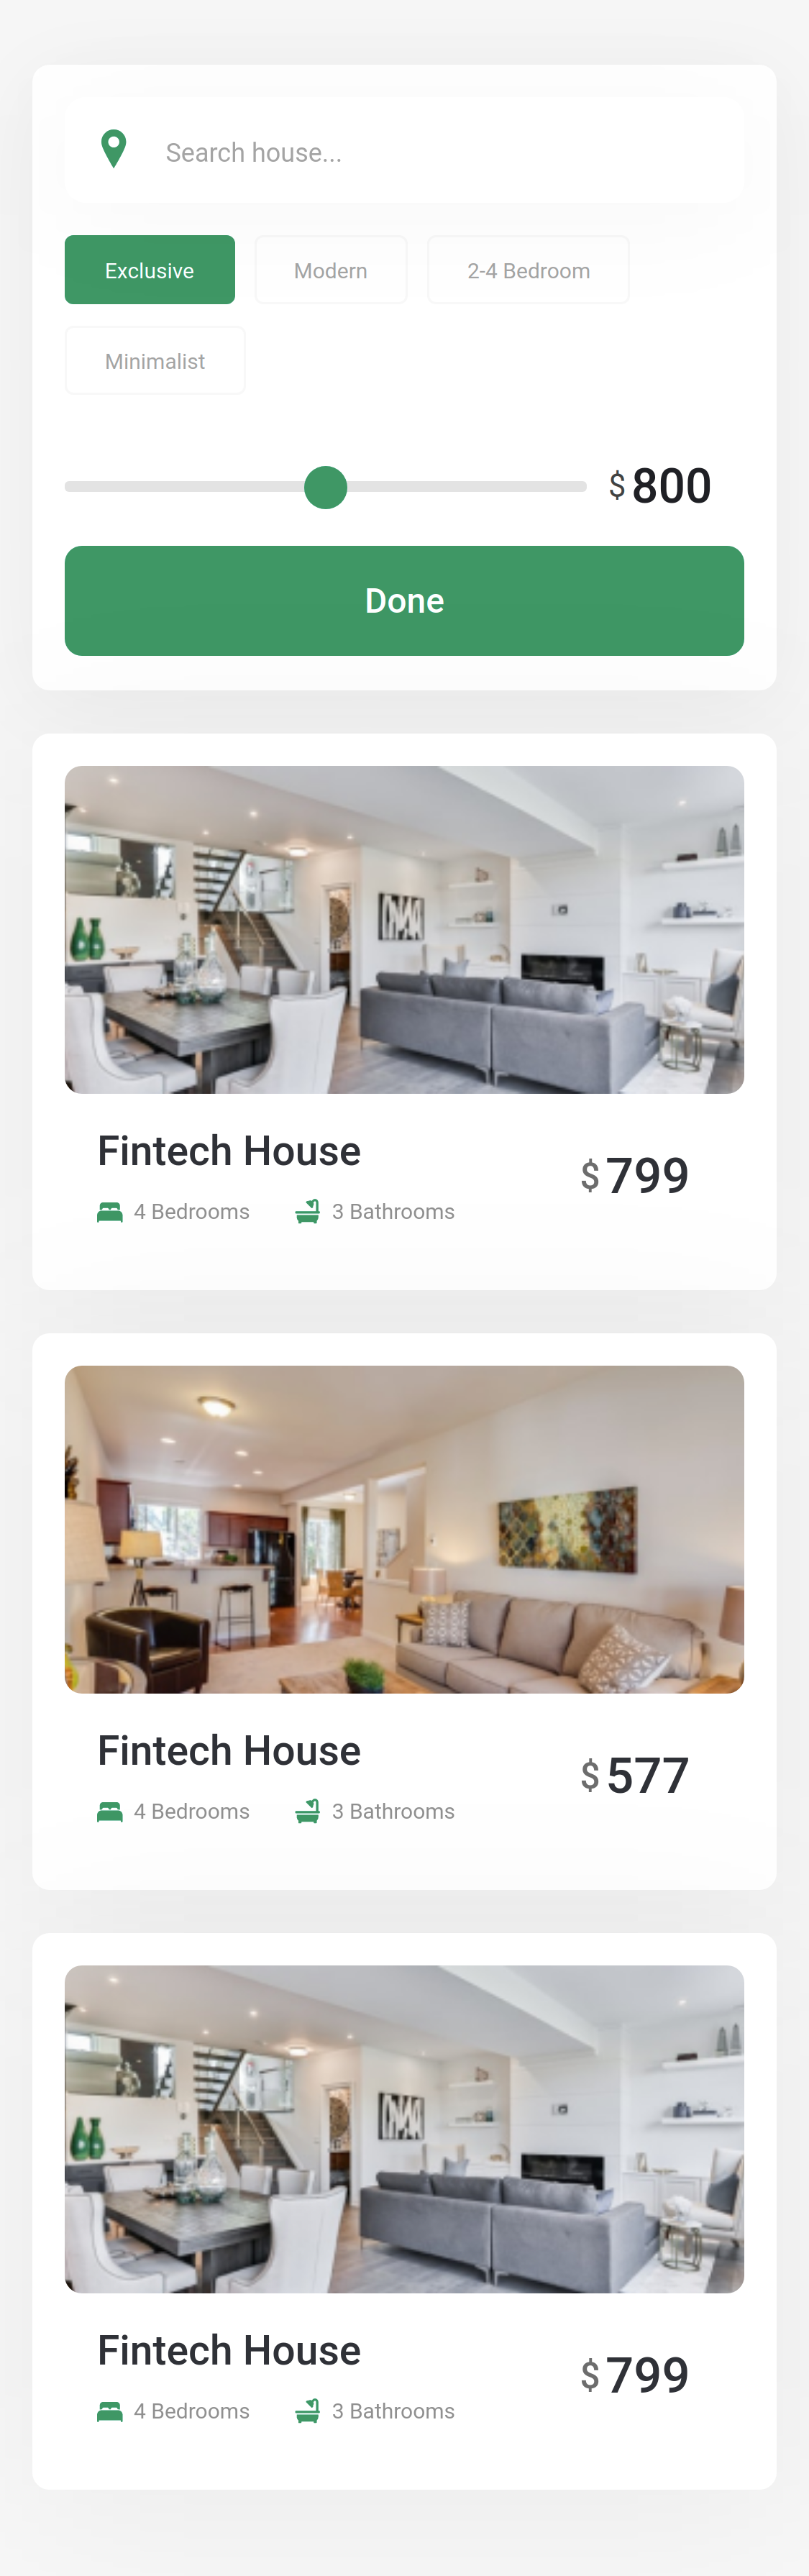 Search house...
Exclusive
Modern
2-4 Bedroom
Minimalist
$ 800
Done
Fintech House
$ 799
4 Bedrooms
3 Bathrooms
Fintech House
$ 577
4 Bedrooms
3 Bathrooms
Fintech House
$ 799
4 Bedrooms
3 Bathrooms